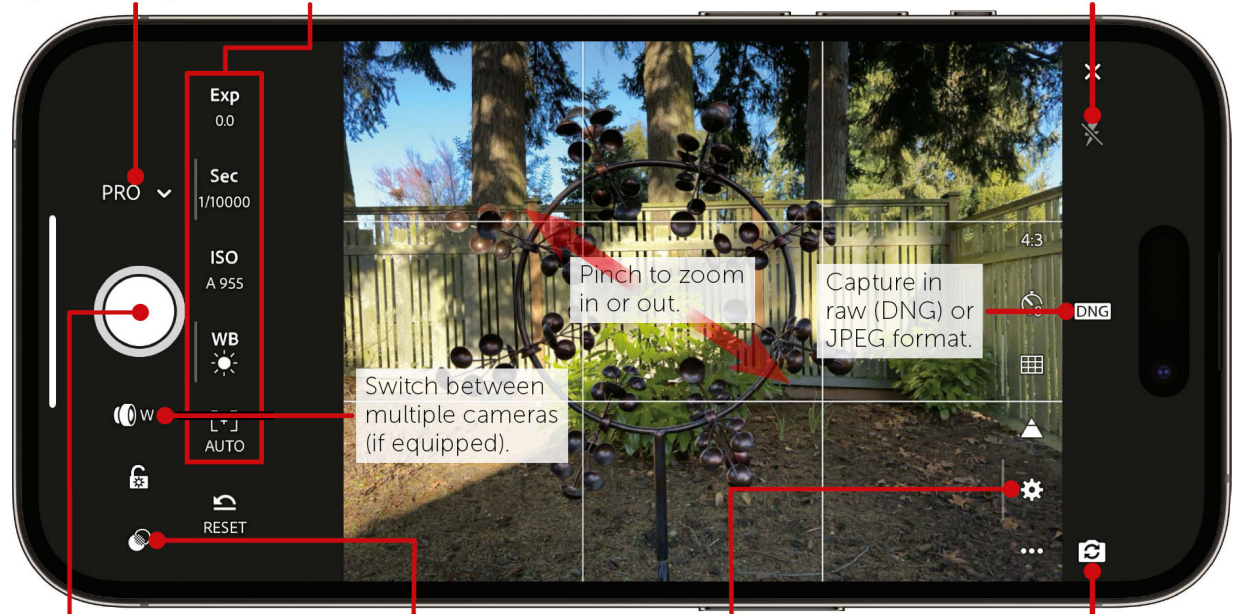 Exp
0.0
Sec
1/10000
PRO
ISO
A 955
WB
AUTO
W
RESET
Pinch to zoom
in or out.
Switch between
multiple cameras
(if equipped).
Capture in
raw (DNG) or
JPEG format.
4:3
DNG